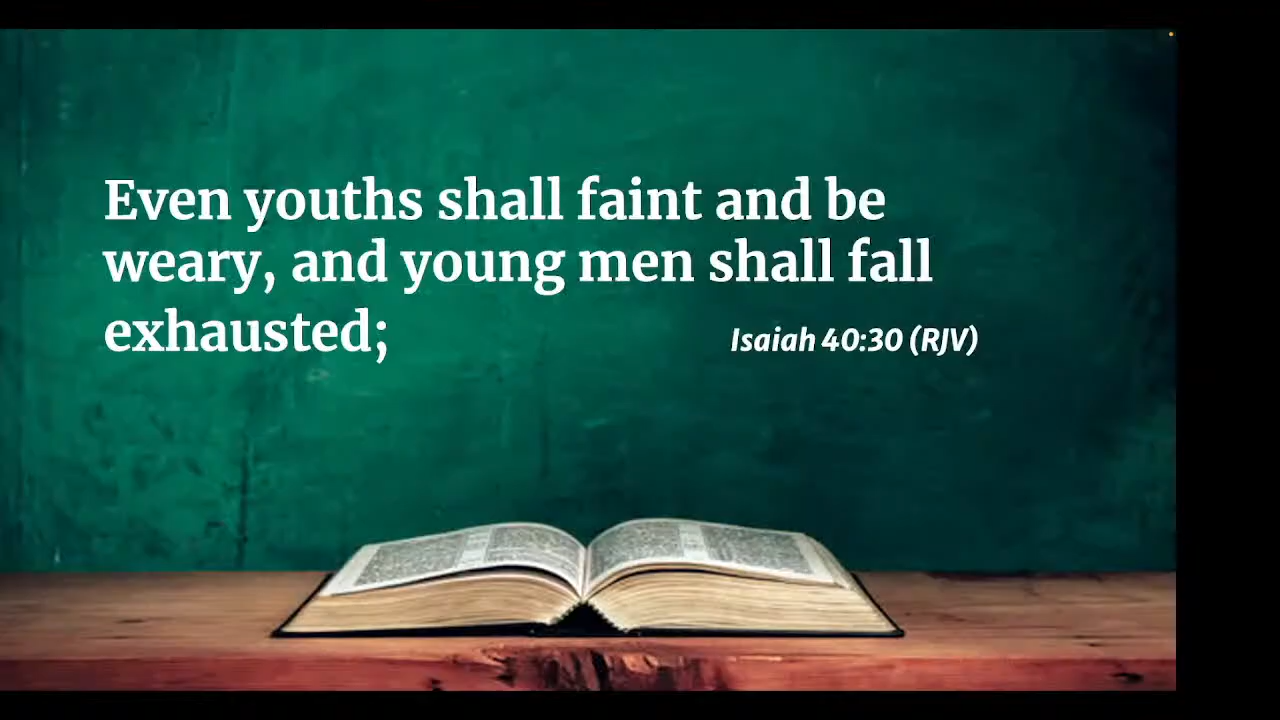 Even youths shall faint and be
weary, and young men shall fall
exhausted;
Isaiah 40:30 (RJV)